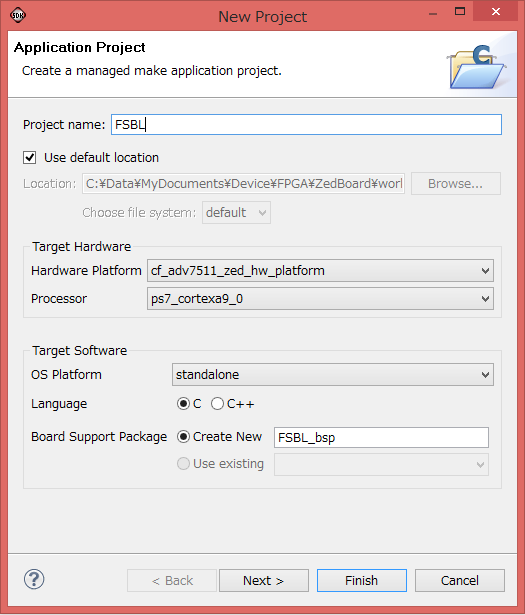 SDK
New Project
Application Project
Create a managed make application project.
C
Project name: FSBL
Use default location
Location: C:¥Data¥MyDocuments¥Device¥FPGA¥ZedBoard¥worl Browse...
Choose file system: default
Target Hardware
Hardware Platform cf_adv7511_zed_hw_platform
Processor ps7_cortexa9_0
Target Software
OS Platform standalone
Language C C++
Board Support Package Create New FSBL_bsp
Use existing
? < Back Next > Finish Cancel